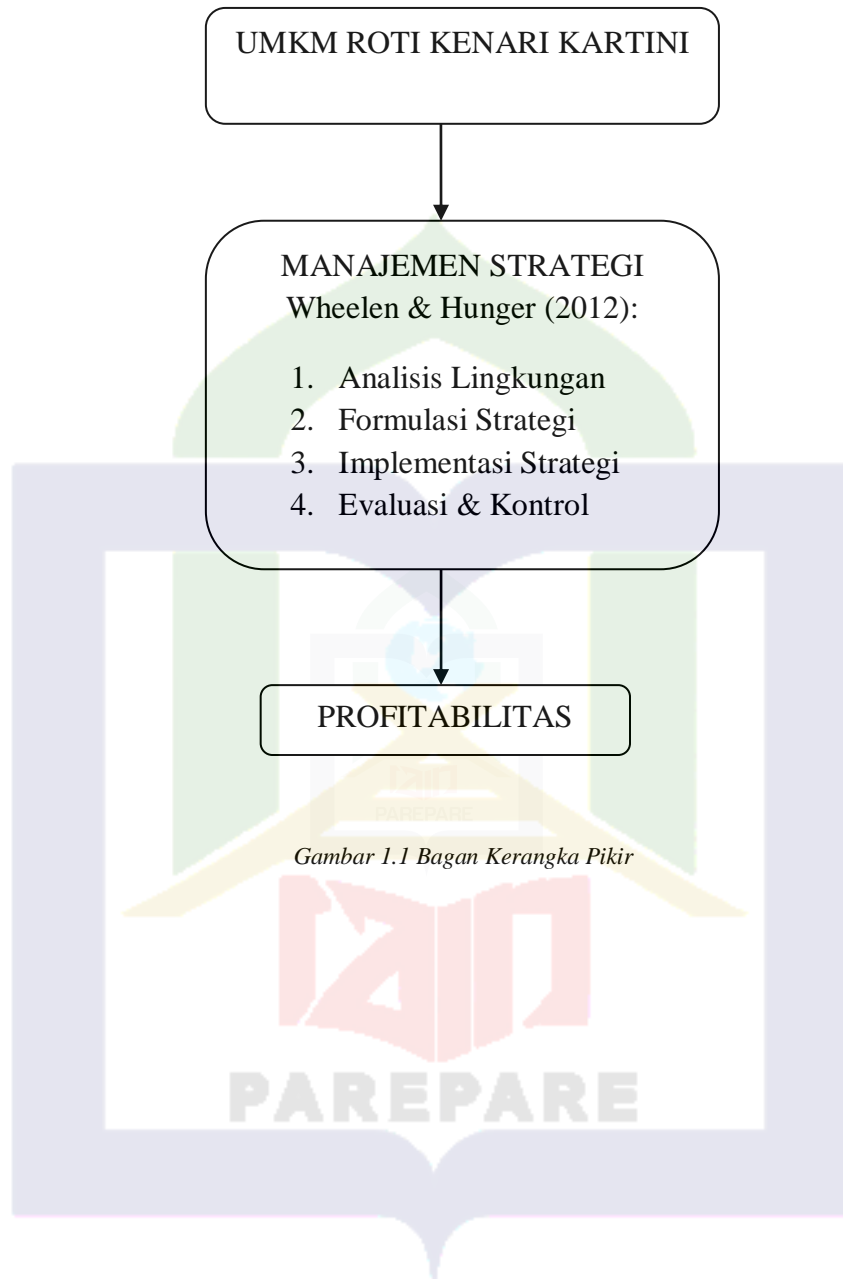 UMKM ROTI KENARI KARTINI
MANAJEMEN STRATEGI
Wheelen & Hunger (2012):
1. Analisis Lingkungan
2. Formulasi Strategi
3. Implementasi Strategi
4. Evaluasi & Kontrol
PROFITABILITAS
PAREPARE
Gambar 1.1 Bagan Kerangka Pikir
PAREPARE